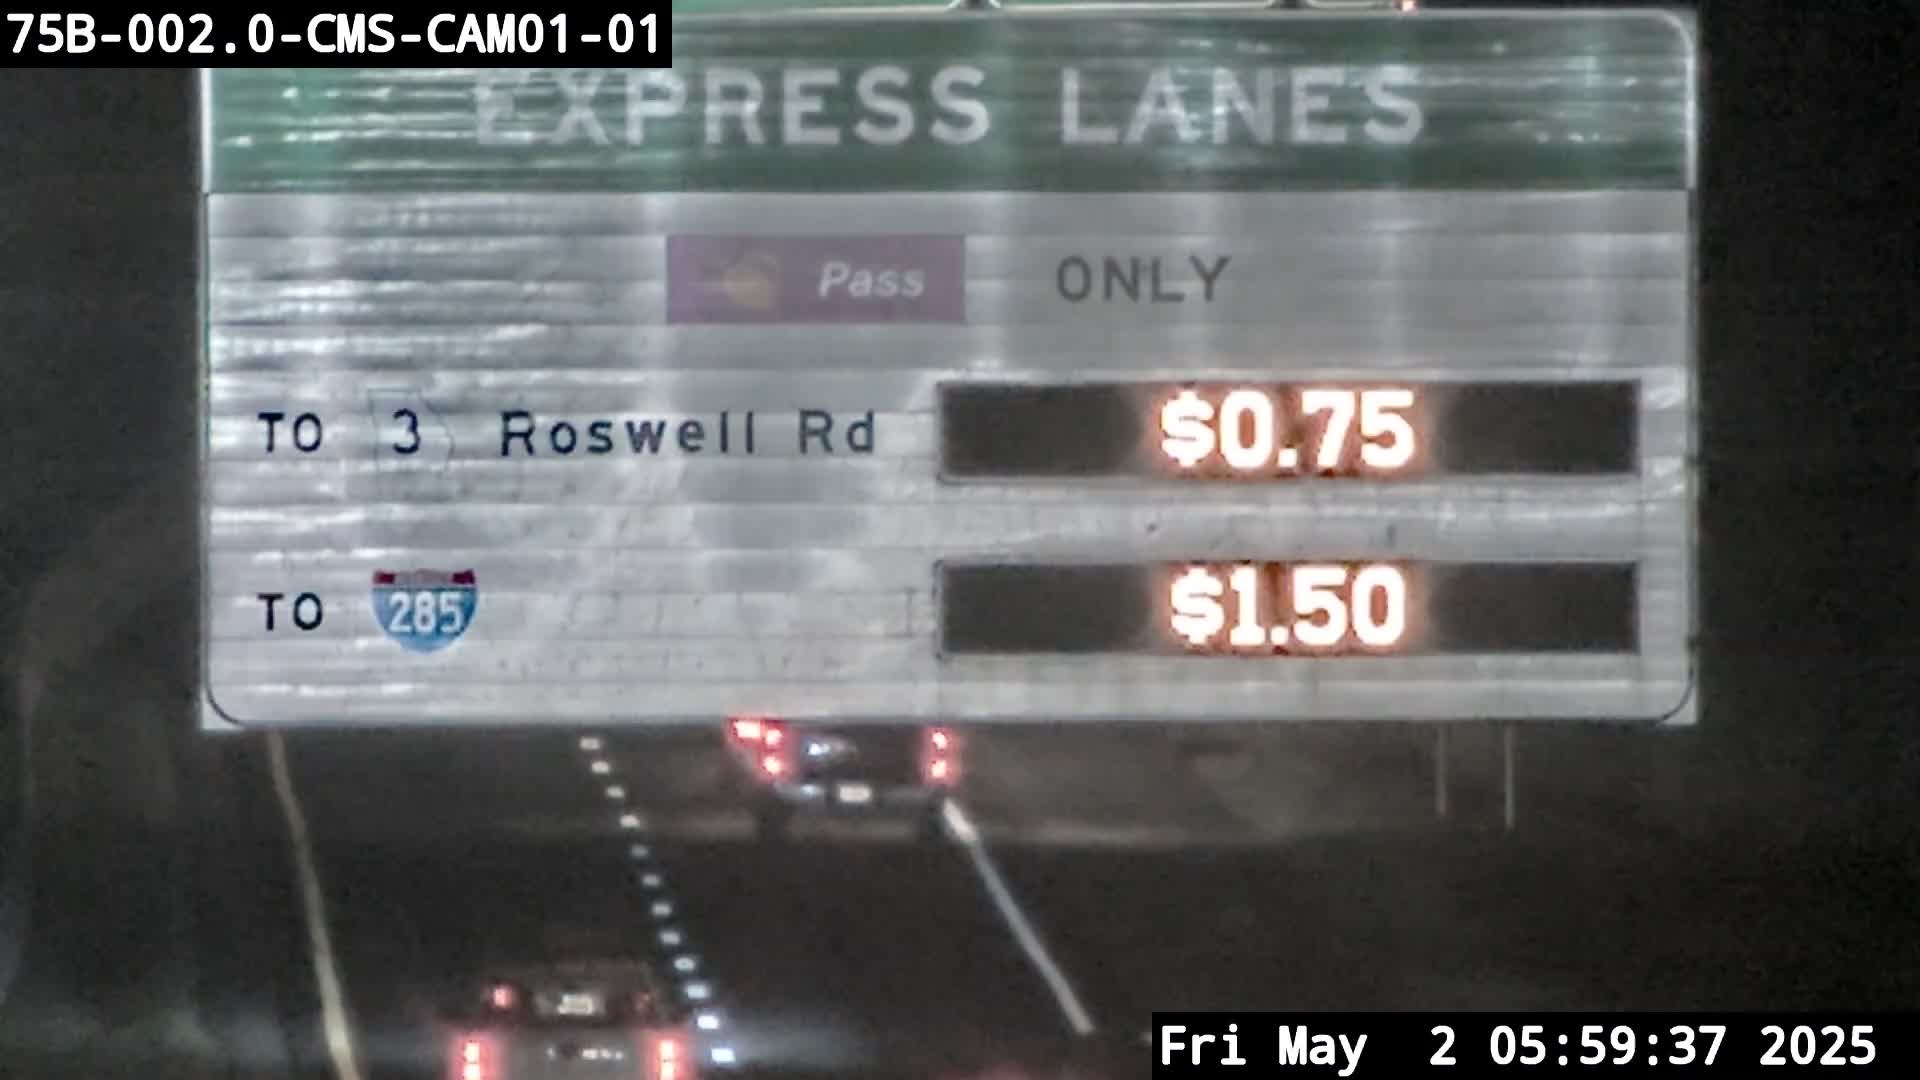 75B-002.0-CMS-CAM01-01
EXPRESS LANES
Pass ONLY
TO 3 Roswell Rd $0.75
TO 285 $1.50
Fri May 2 05:59:37 2025